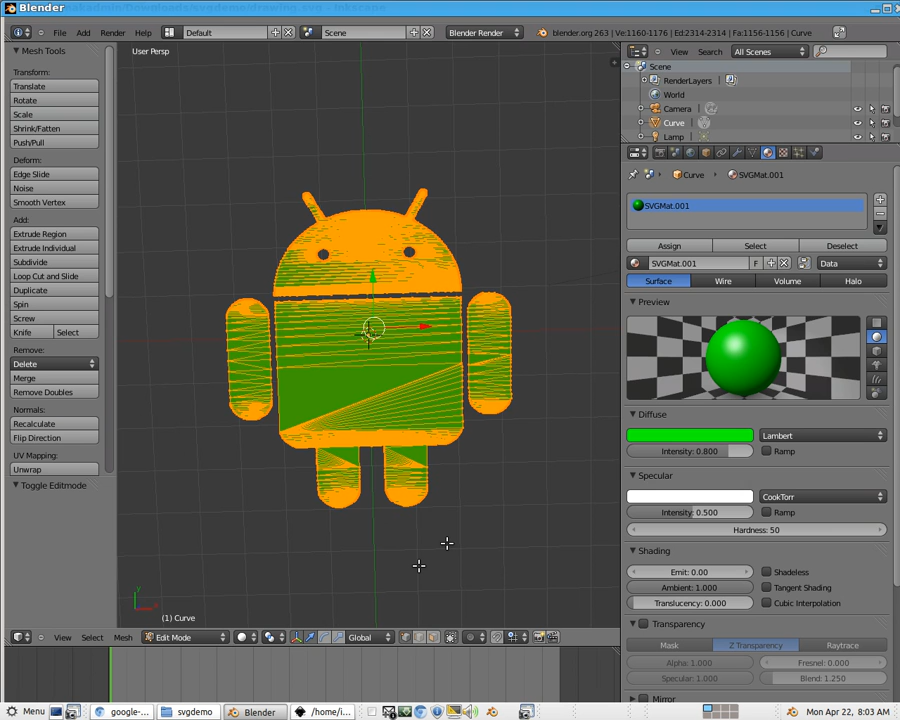 Blender
File Add Render Help Default Scene Blender Render blender.org 263 | Ve:1160-1176 | Ed:2314-2314 | Fa:1156-1156 | Curve
Mesh Tools
Transform:
Translate
Rotate
Scale
Shrink/Fatten
Push/Pull
Deform:
Edge Slide
Noise
Smooth Vertex
Add:
Extrude Region
Extrude Individual
Subdivide
Loop Cut and Slide
Duplicate
Spin
Screw
Knife Select
Remove:
Delete
Merge
Remove Doubles
Normals:
Recalculate
Flip Direction
UV Mapping:
Unwrap
Toggle Editmode
User Persp
y
x
(1) Curve
View Select Mesh Edit Mode Global
View Search All Scenes
Scene
RenderLayers
World
Camera
Curve
Lamp
Curve SVGMat.001
SVGMat.001
Assign Select Deselect
SVGMat.001 F Data
Surface Wire Volume Halo
Preview
Diffuse
Lambert
Intensity: 0.800 Ramp
Specular
CookTorr
Intensity: 0.500 Ramp
Hardness: 50
Shading
Emit: 0.00 Shadeless
Ambient: 1.000 Tangent Shading
Translucency: 0.000 Cubic Interpolation
Transparency
Mask Z Transparency Raytrace
Alpha: 1.000 Fresnel: 0.000
Specular: 1.000 Blend: 1.250
Mirror
Menu google-... svgdemo Blender /home/i... Mon Apr 22, 8:03 AM